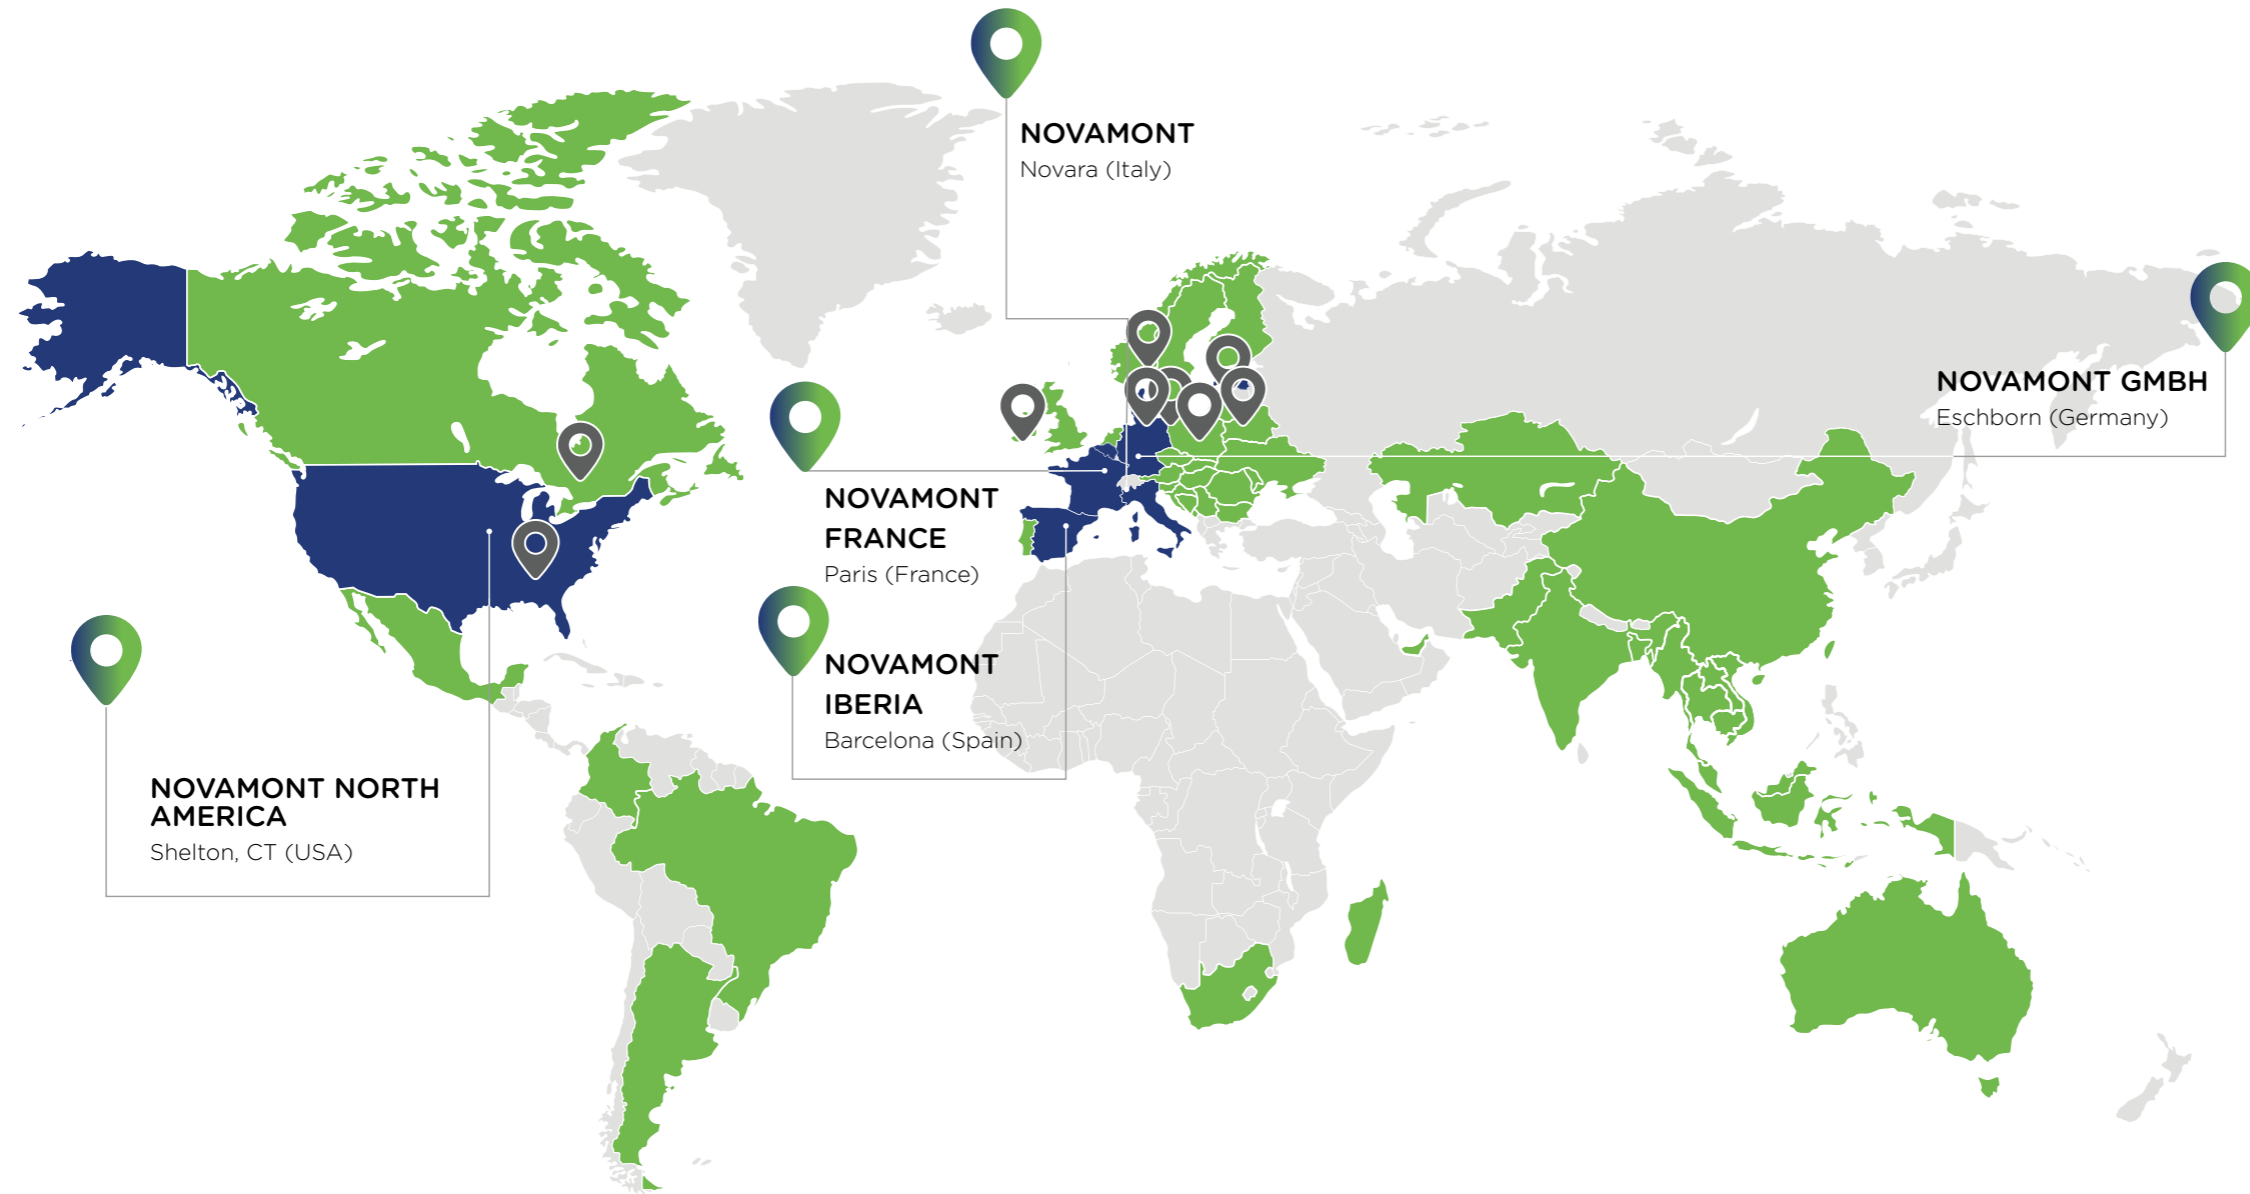 NOVAMONT
Novara (Italy)
NOVAMONT GMBH
Eschborn (Germany)
NOVAMONT
FRANCE
Paris (France)
NOVAMONT
IBERIA
Barcelona (Spain)
NOVAMONT NORTH
AMERICA
Shelton, CT (USA)